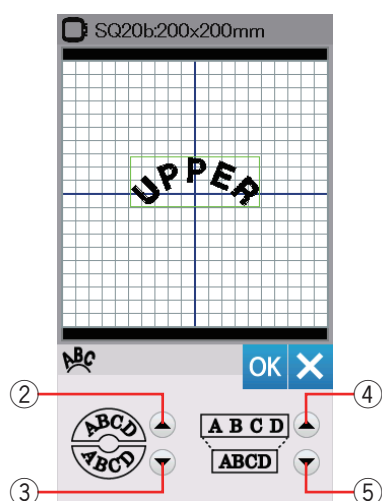 SQ20b:200x200mm
UPPER
ABC
OK
② ④
ABCD
A B C D
ABCD
ABCD
③ ⑤